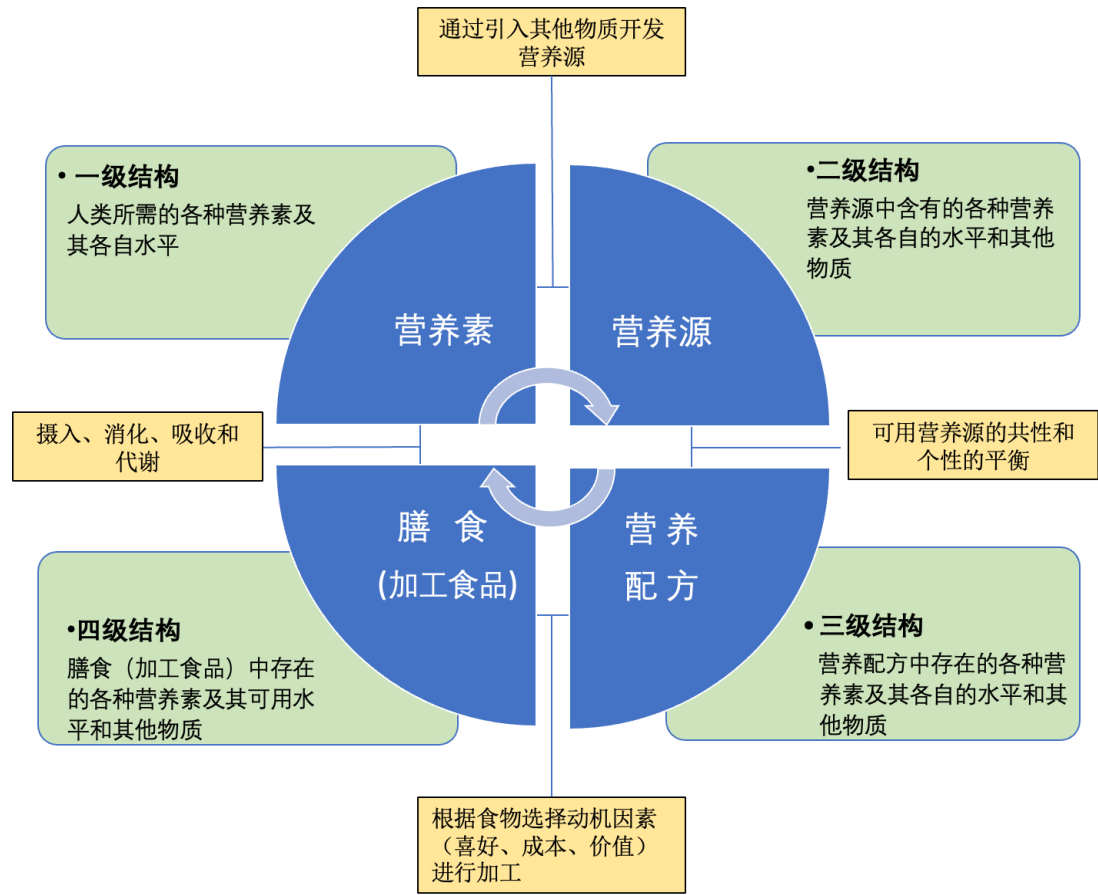 通过引入其他物质开发
营养源
• 一级结构
人类所需的各种营养素及
其各自水平
•二级结构
营养源中含有的各种营养
素及其各自的水平和其他
物质
营养素
营养源
摄入、消化、吸收和
代谢
可用营养源的共性和
个性的平衡
膳 食
(加工食品)
营 养
配 方
•四级结构
膳食（加工食品）中存在
的各种营养素及其可用水
平和其他物质
• 三级结构
营养配方中存在的各种营
养素及其各自的水平和其
他物质
根据食物选择动机因素
（喜好、成本、价值）
进行加工